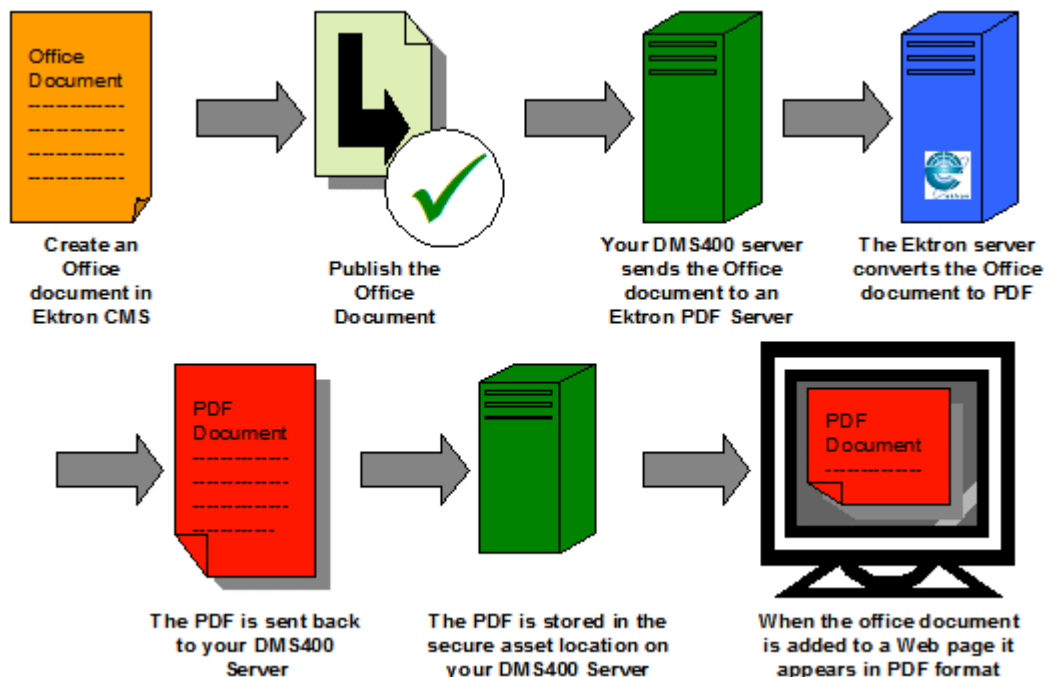 Office
Document
Create an
Office
document in
Ektron CMS
Publish the
Office
Document
Your DMS400 server
sends the Office
document to an
Ektron PDF Server
The Ektron server
converts the Office
document to PDF
PDF
Document
The PDF is sent back
to your DMS400
Server
The PDF is stored in the
secure asset location on
your DMS400 Server
PDF
Document
When the office document
is added to a Web page it
appears in PDF format